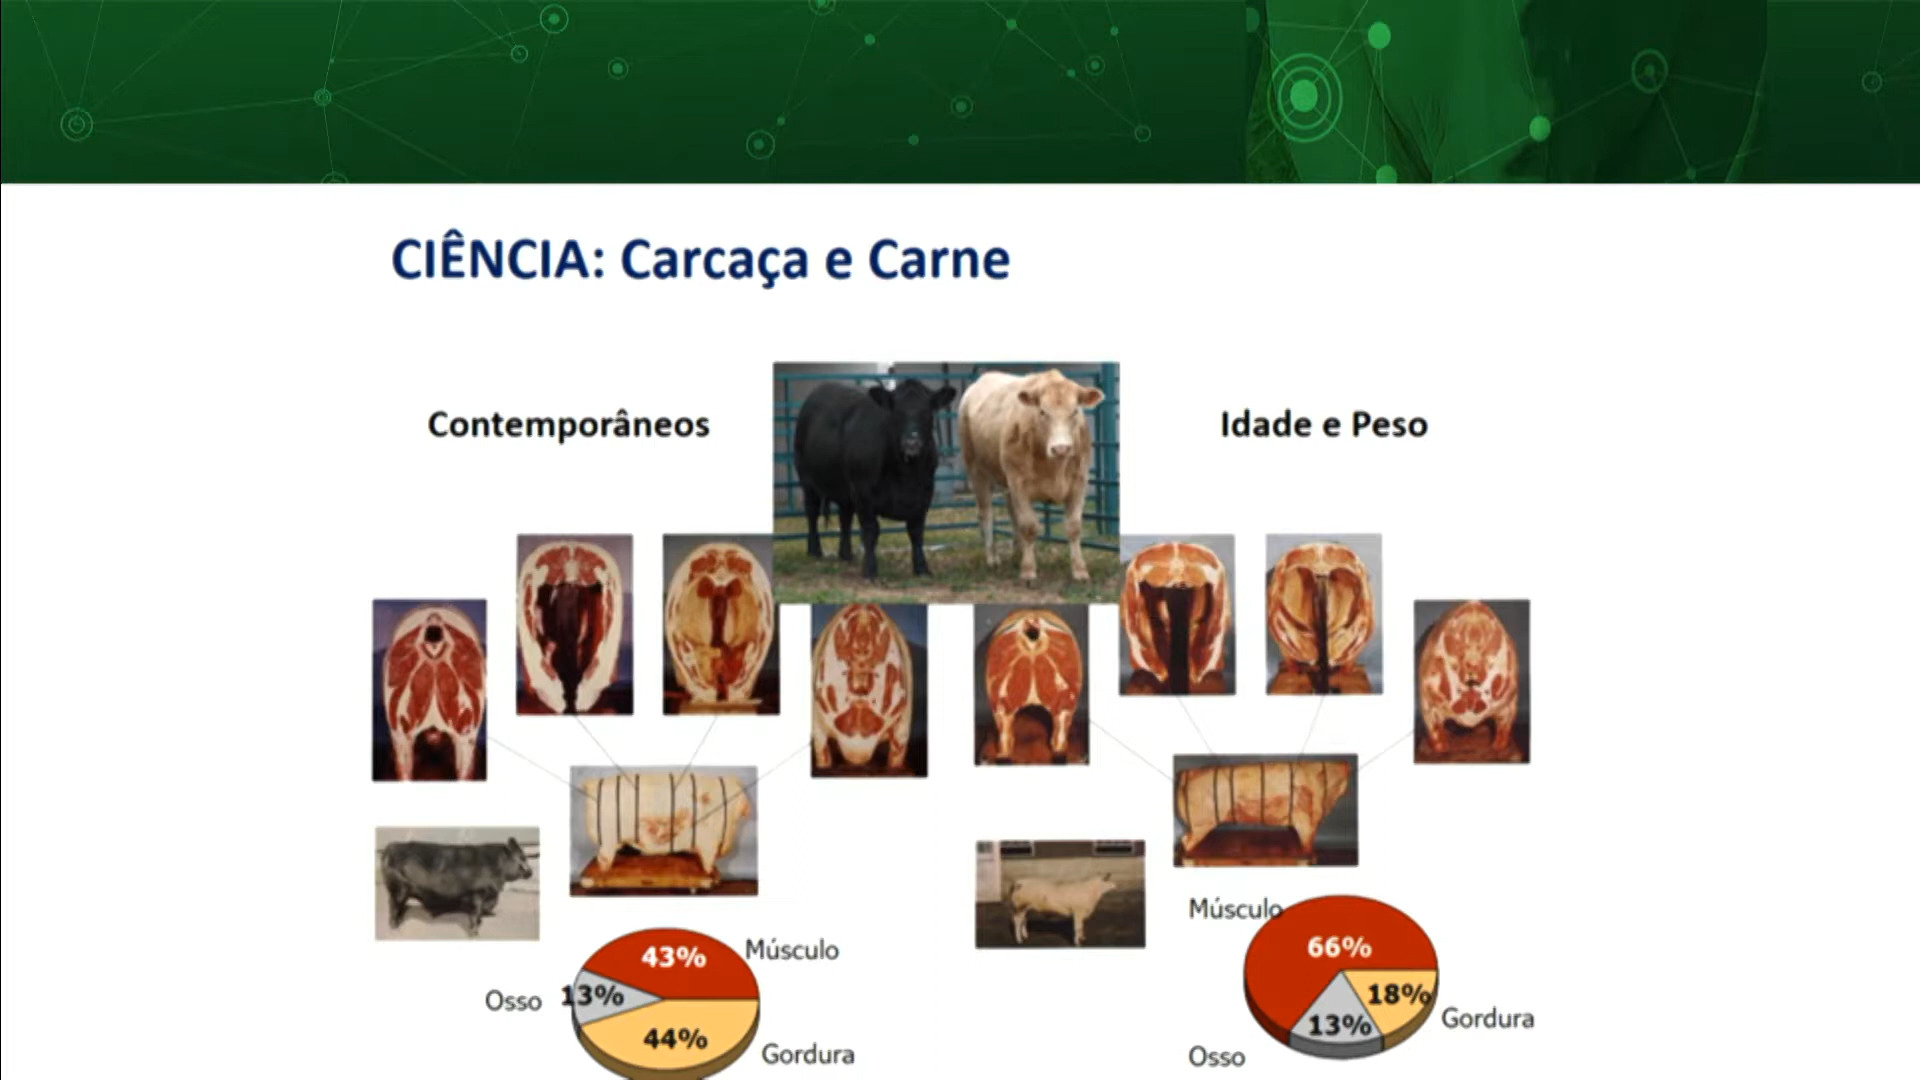 CIÊNCIA: Carcaça e Carne
Contemporâneos
Idade e Peso
Músculo
43%
Osso
13%
44%
Gordura
Músculo
66%
18%
Gordura
13%
Osso